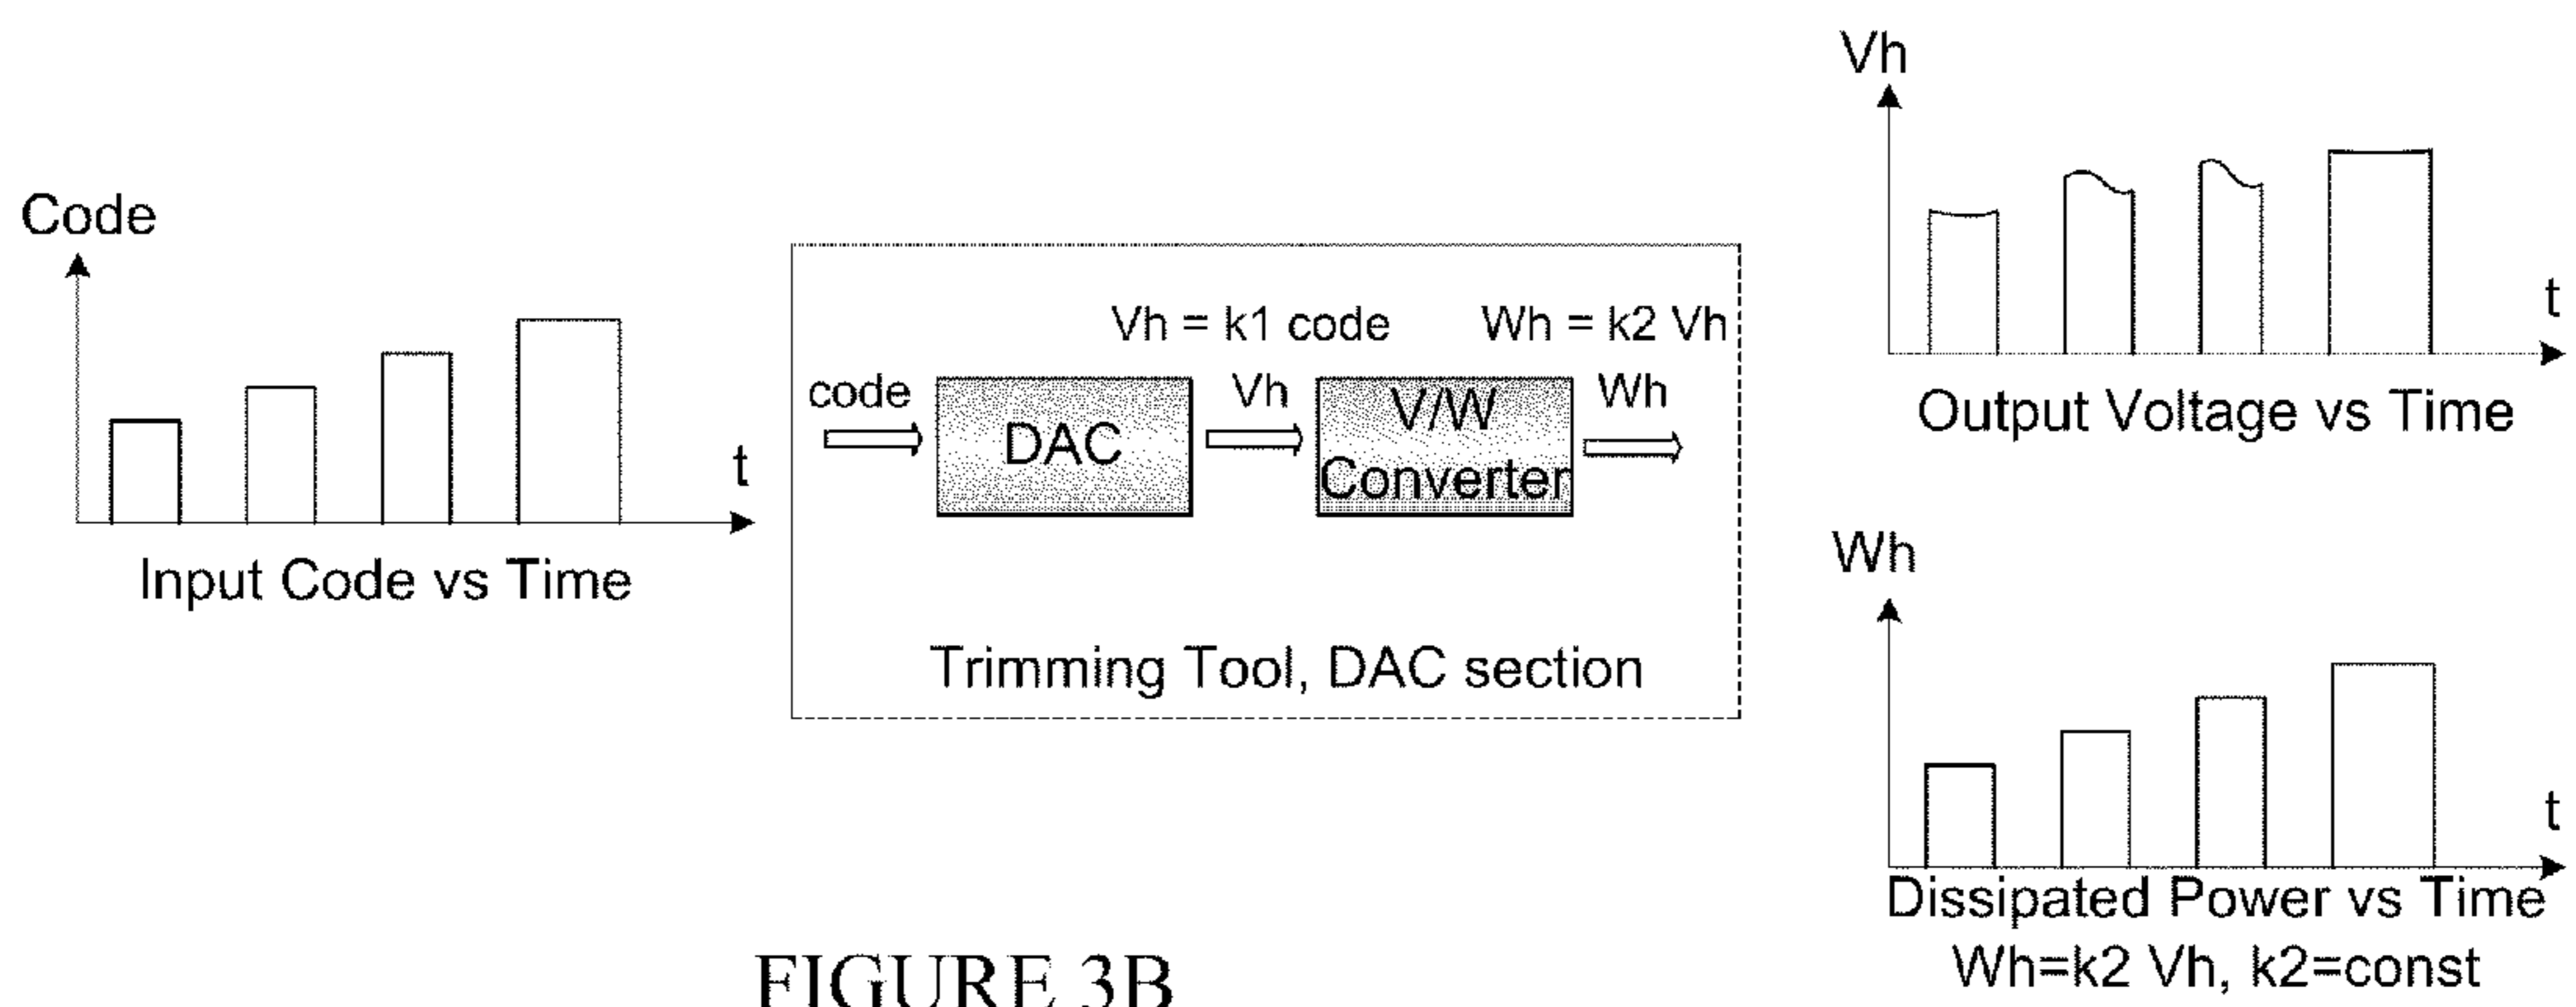 Code
t
Input Code vs Time
Vh = k1 code
Wh = k2 Vh
code
DAC
Vh
V/W
Converter
Wh
Trimming Tool, DAC section
Vh
t
Output Voltage vs Time
Wh
t
Dissipated Power vs Time
Wh=k2 Vh, k2=const
FIGURE 3B